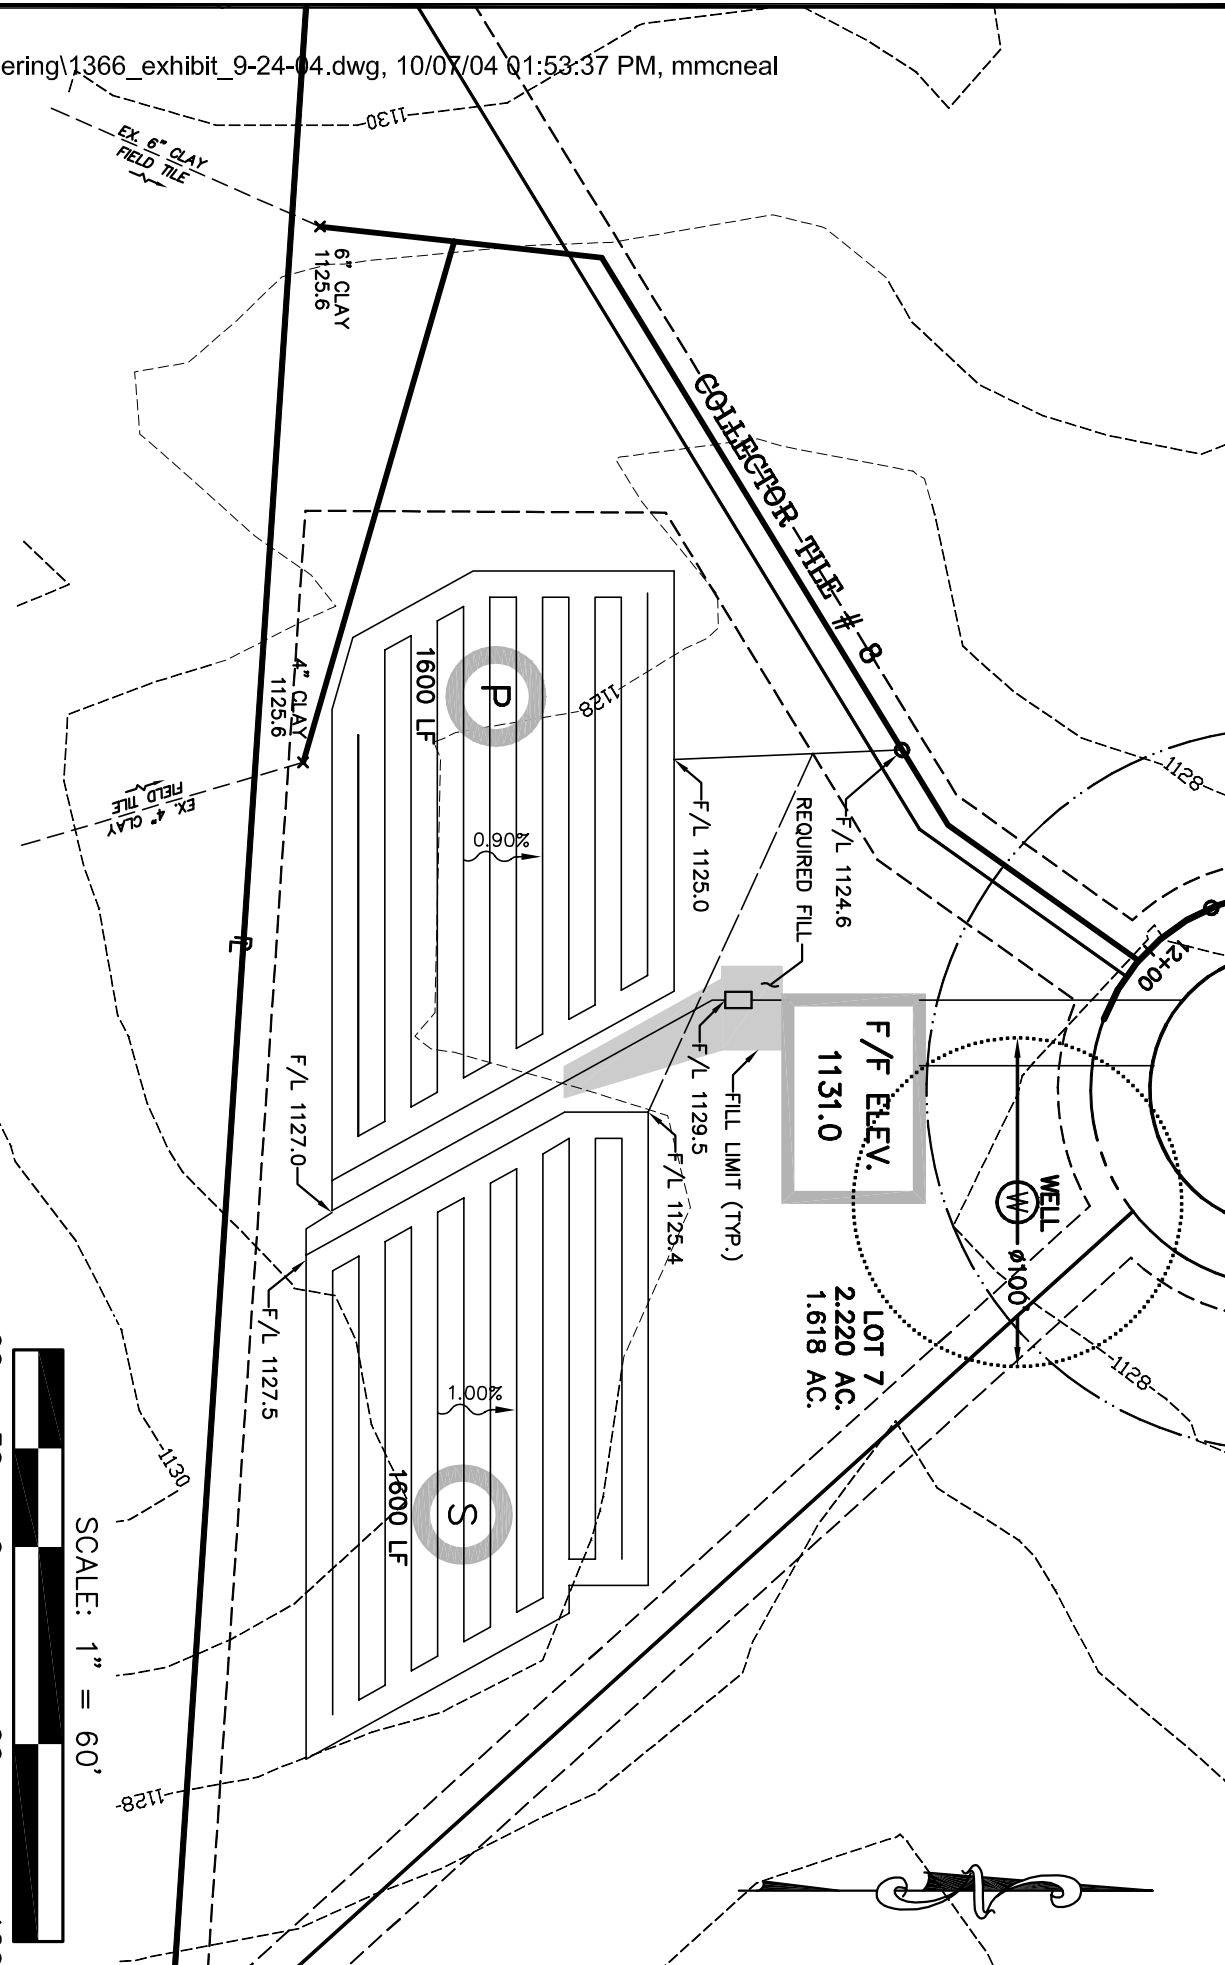 ering\1366_exhibit_9-24-04.dwg, 10/07/04 01:53:37 PM, mmcneal
1130
EX. 6" CLAY
FIELD TILE
6" CLAY
1125.6
COLLECTOR TILE # 8
4" CLAY
1125.6
EX. 4" CLAY
FIELD TILE
P
1600 LF
1128
0.90%
F/L 1125.0
F/L 1124.6
REQUIRED FILL
1128
12+00
F/F ELEV.
1131.0
F/L 1129.5
FILL LIMIT (TYP.)
F/L 1125.4
F/L 1127.0
F/L 1127.5
WELL
W
ø100'
LOT 7
2.220 AC.
1.618 AC.
1128
1.00%
S
1600 LF
1130
1128
PL
SCALE: 1" = 60'